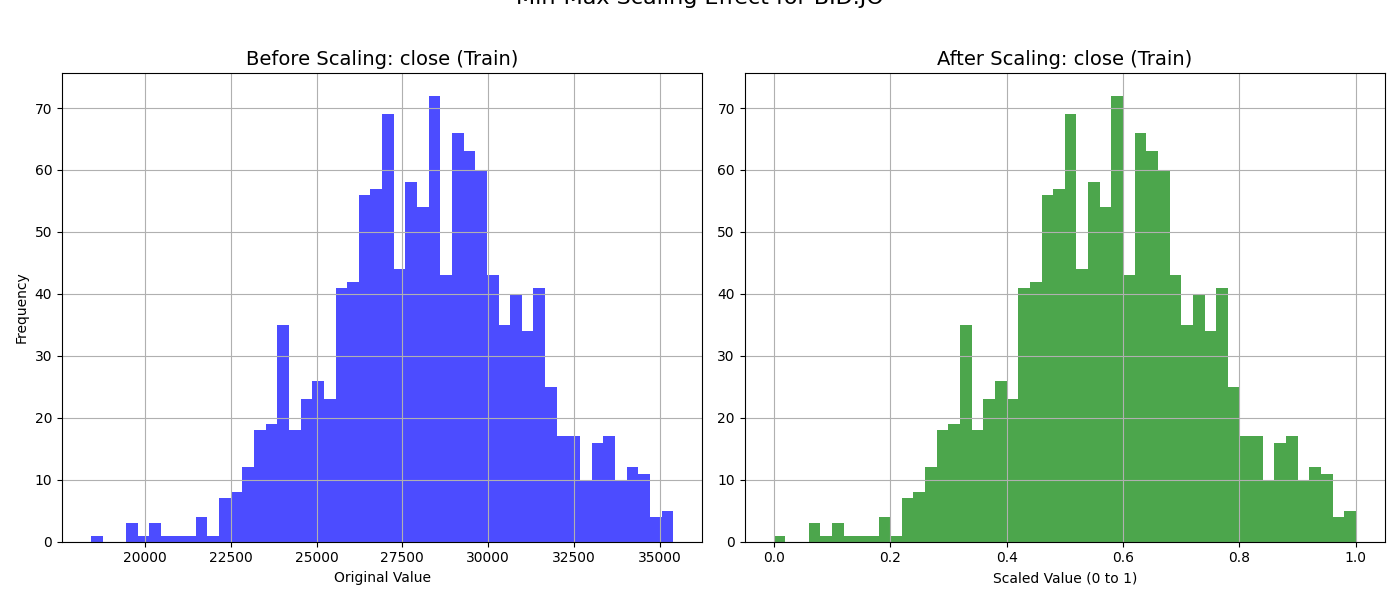 Min-Max Scaling Effect for BID.JO
Before Scaling: close (Train)
Frequency
70
60
50
40
30
20
10
0
20000 22500 25000 27500 30000 32500 35000
Original Value
After Scaling: close (Train)
70
60
50
40
30
20
10
0
0.0 0.2 0.4 0.6 0.8 1.0
Scaled Value (0 to 1)